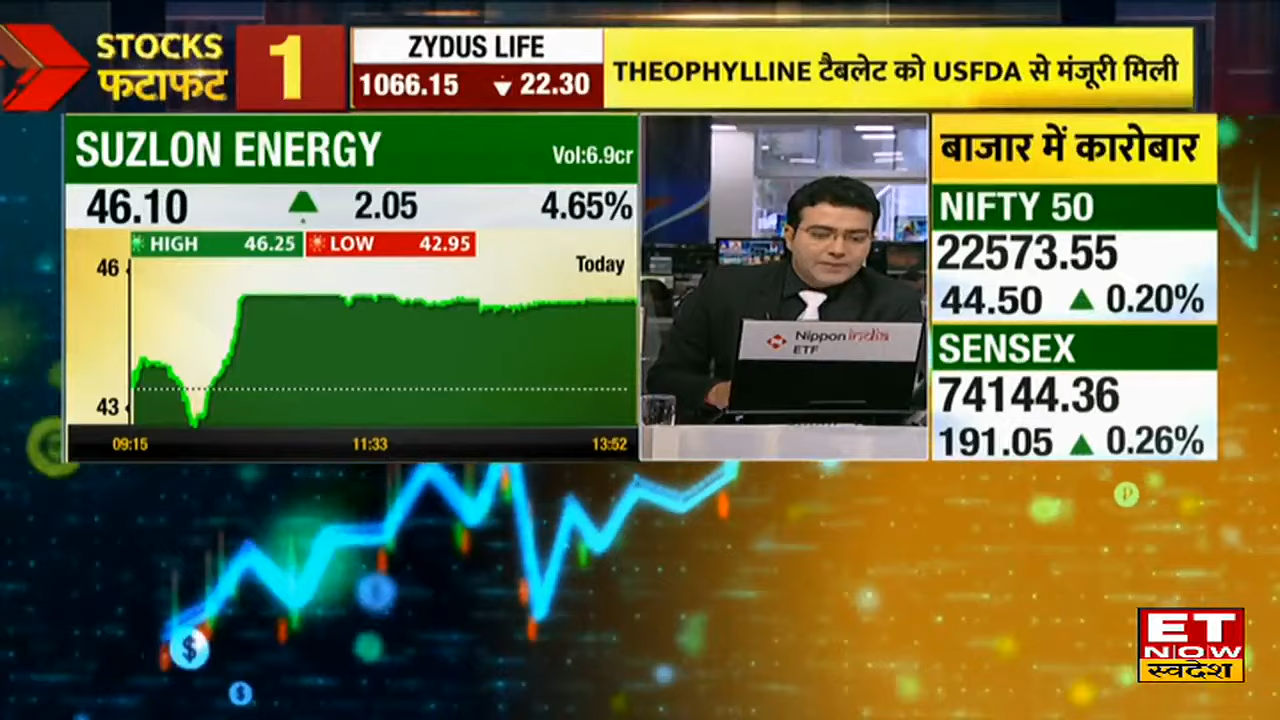 STOCKS
फटाफट
1
ZYDUS LIFE
1066.15 22.30
THEOPHYLLINE टैबलेट को USFDA से मंजूरी मिली
SUZLON ENERGY
Vol:6.9cr
46.10 2.05 4.65%
HIGH 46.25 LOW 42.95
Today
46
43
09:15 11:33 13:52
Nippon india
ETF
बाजार में कारोबार
NIFTY 50
22573.55
44.50 0.20%
SENSEX
74144.36
191.05 0.26%
$
$
ET
NOW
स्वदेश